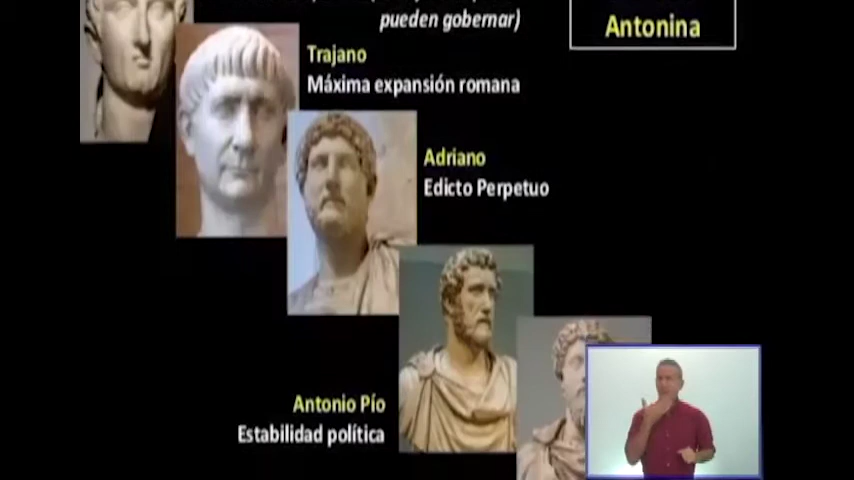 pueden gobernar)
Antonina
Trajano
Máxima expansión romana
Adriano
Edicto Perpetuo
Antonio Pío
Estabilidad política